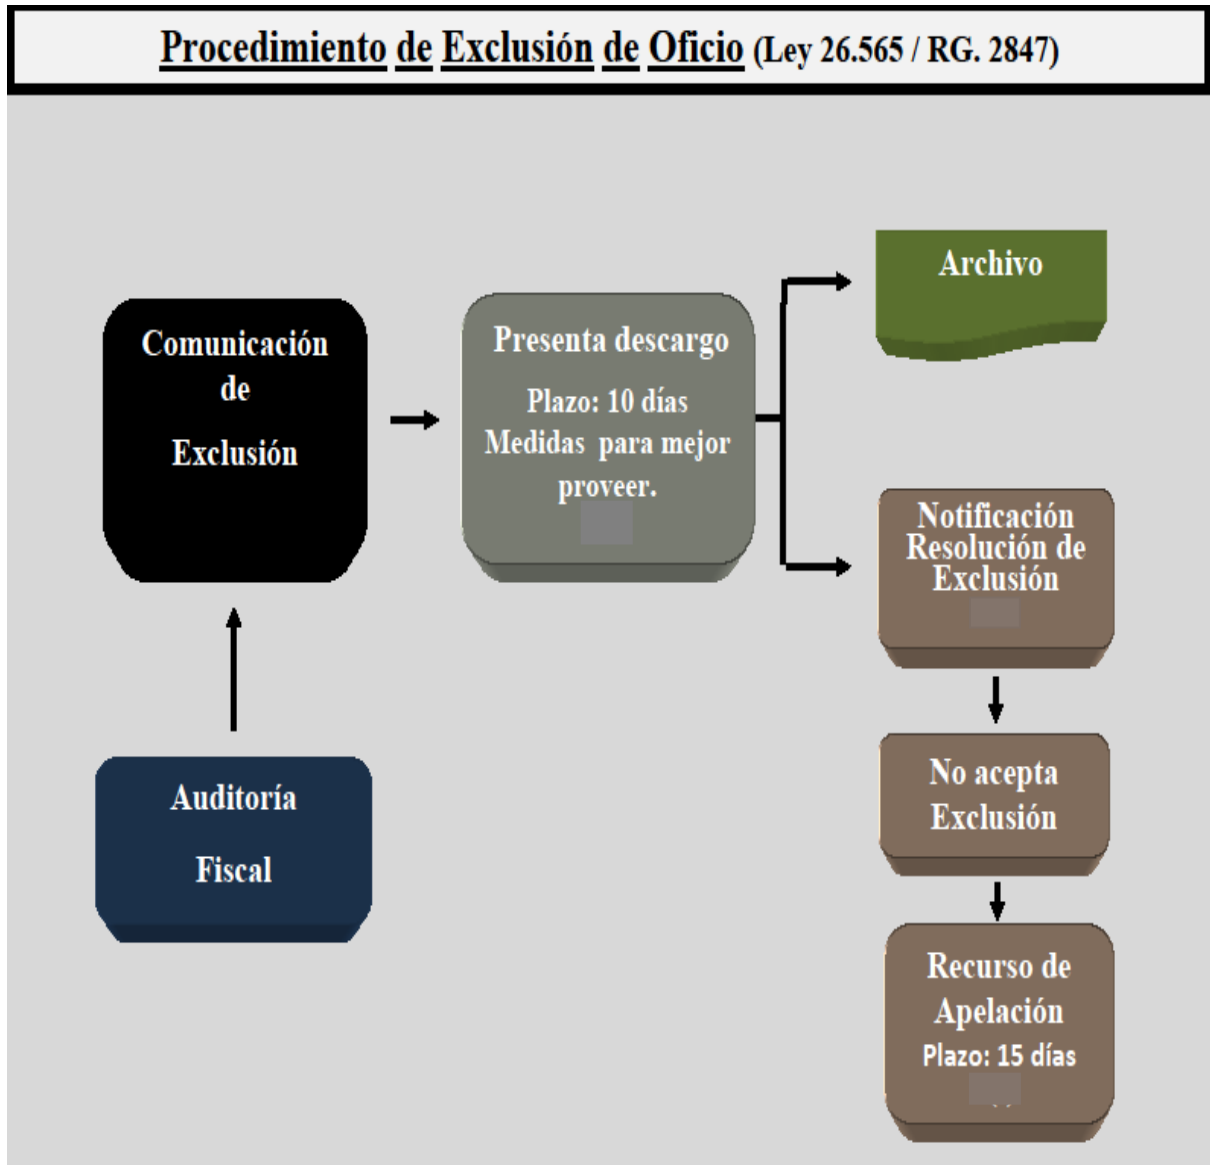 Procedimiento de Exclusión de Oficio (Ley 26.565 / RG. 2847)
Comunicación
de
Exclusión
Presenta descargo
Plazo: 10 días
Medidas para mejor
proveer.
Archivo
Notificación
Resolución de
Exclusión
No acepta
Exclusión
Recurso de
Apelación
Plazo: 15 días
Auditoría
Fiscal